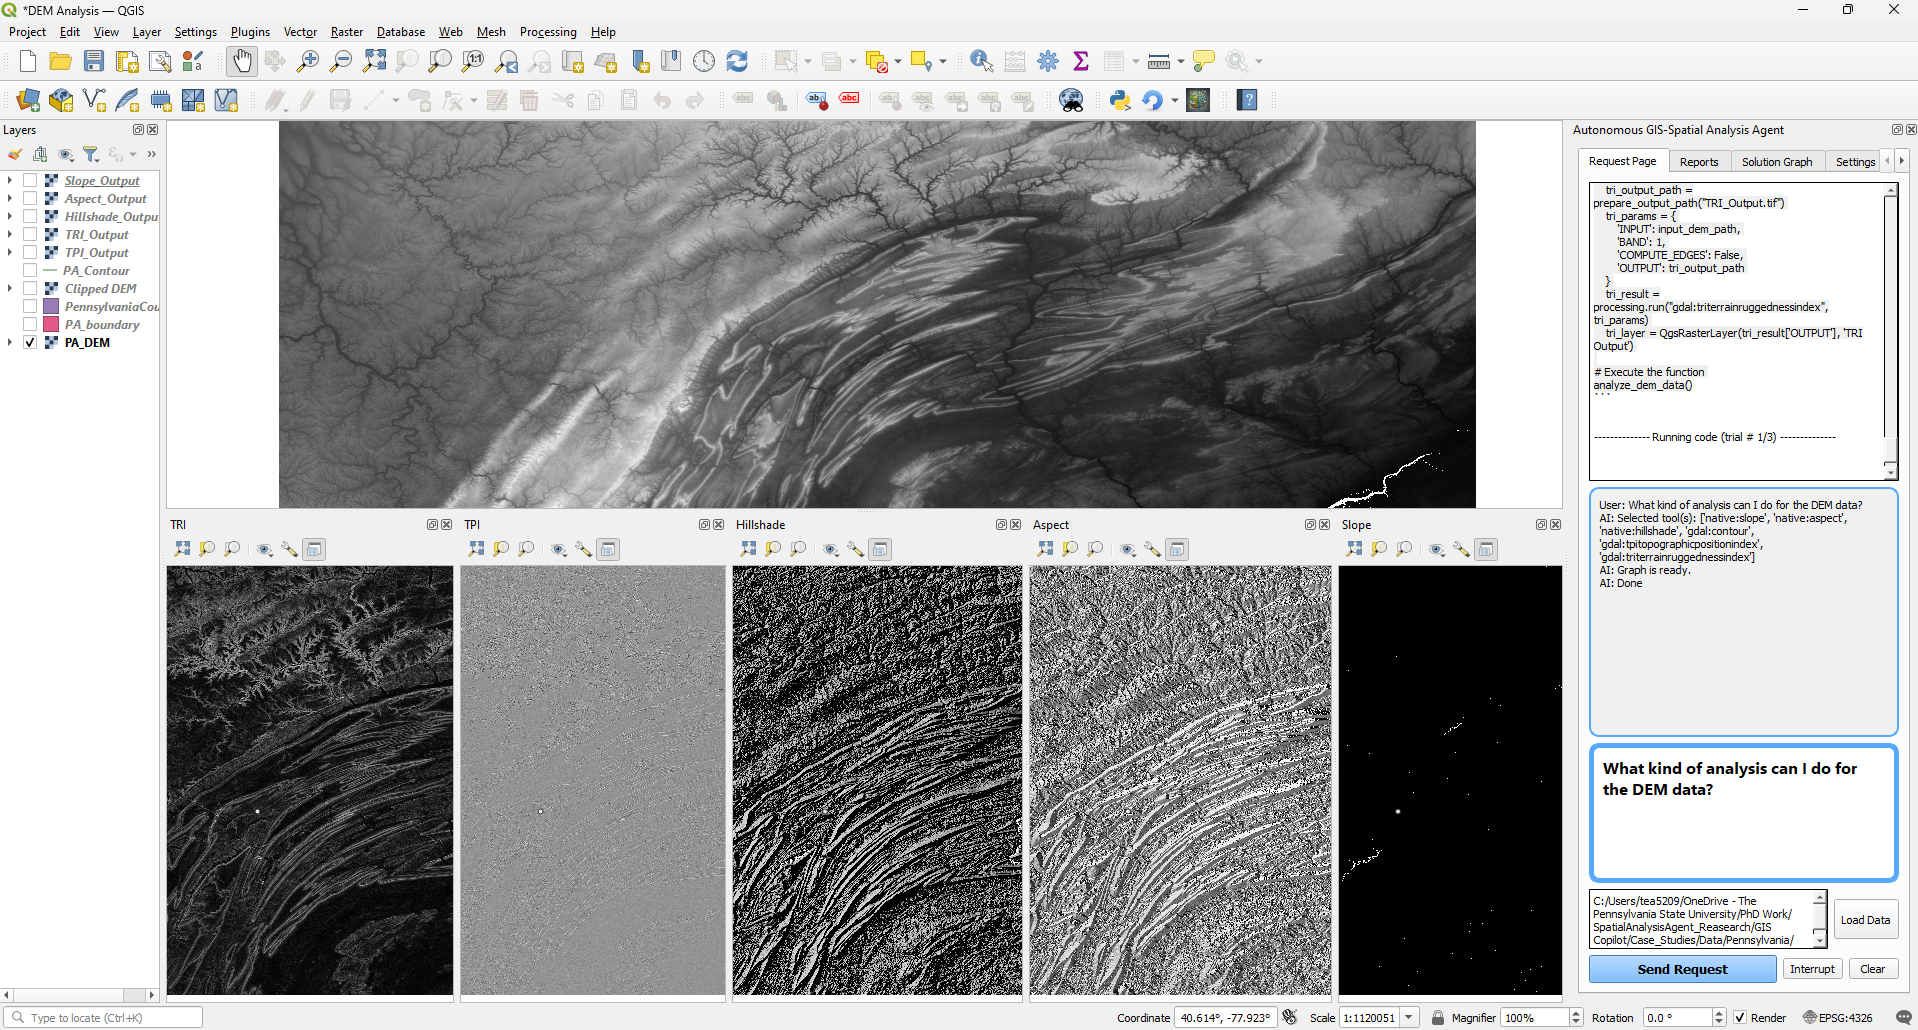 *DEM Analysis — QGIS
Project Edit View Layer Settings Plugins Vector Raster Database Web Mesh Processing Help
Layers
Slope_Output
Aspect_Output
Hillshade_Outpu
TRI_Output
TPI_Output
PA_Contour
Clipped DEM
PennsylvaniaCou
PA_boundary
PA_DEM
TRI
TPI
Hillshade
Aspect
Slope
Autonomous GIS-Spatial Analysis Agent
Request Page Reports Solution Graph Settings
tri_output_path =
prepare_output_path("TRI_Output.tif")
tri_params = {
'INPUT': input_dem_path,
'BAND': 1,
'COMPUTE_EDGES': False,
'OUTPUT': tri_output_path
}
tri_result =
processing.run("gdal:triterrainruggednessindex",
tri_params)
tri_layer = QgsRasterLayer(tri_result['OUTPUT'], 'TRI
Output')
# Execute the function
analyze_dem_data()
```
-------------- Running code (trial # 1/3) --------------
User: What kind of analysis can I do for the DEM data?
AI: Selected tool(s): ['native:slope', 'native:aspect',
'native:hillshade', 'gdal:contour',
'gdal:tpitopographicpositionindex',
'gdal:triterrainruggednessindex']
AI: Graph is ready.
AI: Done
What kind of analysis can I do for
the DEM data?
C:/Users/tea5209/OneDrive - The
Pennsylvania State University/PhD Work/
SpatialAnalysisAgent_Reasearch/GIS
Copilot/Case_Studies/Data/Pennsylvania/
Load Data
Send Request Interrupt Clear
Type to locate (Ctrl+K)
Coordinate 40.614°, -77.923° Scale 1:1120051 Magnifier 100% Rotation 0.0 ° Render EPSG:4326